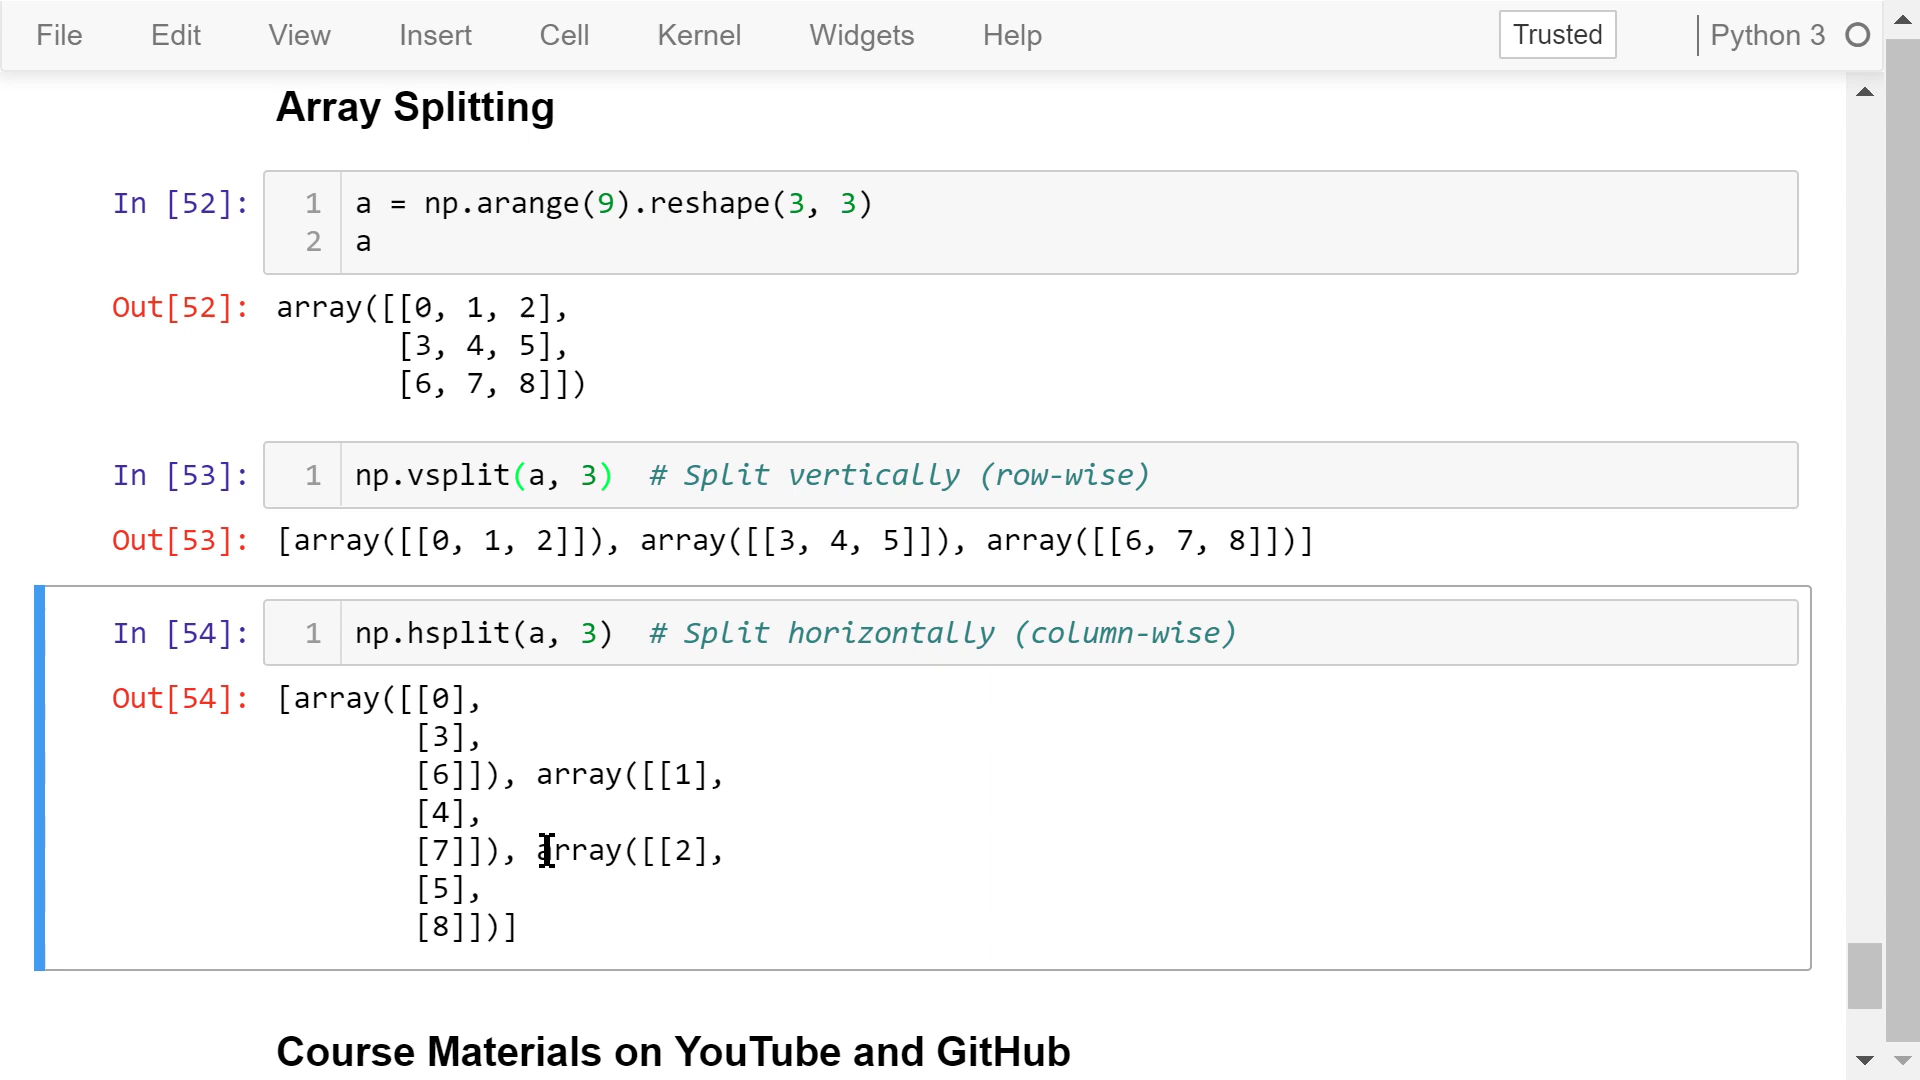 File Edit View Insert Cell Kernel Widgets Help Trusted Python 3
Array Splitting
In [52]: 1 a = np.arange(9).reshape(3, 3)
2 a
Out[52]: array([[0, 1, 2],
[3, 4, 5],
[6, 7, 8]])
In [53]: 1 np.vsplit(a, 3)  # Split vertically (row-wise)
Out[53]: [array([[0, 1, 2]]), array([[3, 4, 5]]), array([[6, 7, 8]])]
In [54]: 1 np.hsplit(a, 3)  # Split horizontally (column-wise)
Out[54]: [array([[0],
[3],
[6]]), array([[1],
[4],
[7]]), array([[2],
[5],
[8]])]
Course Materials on YouTube and GitHub